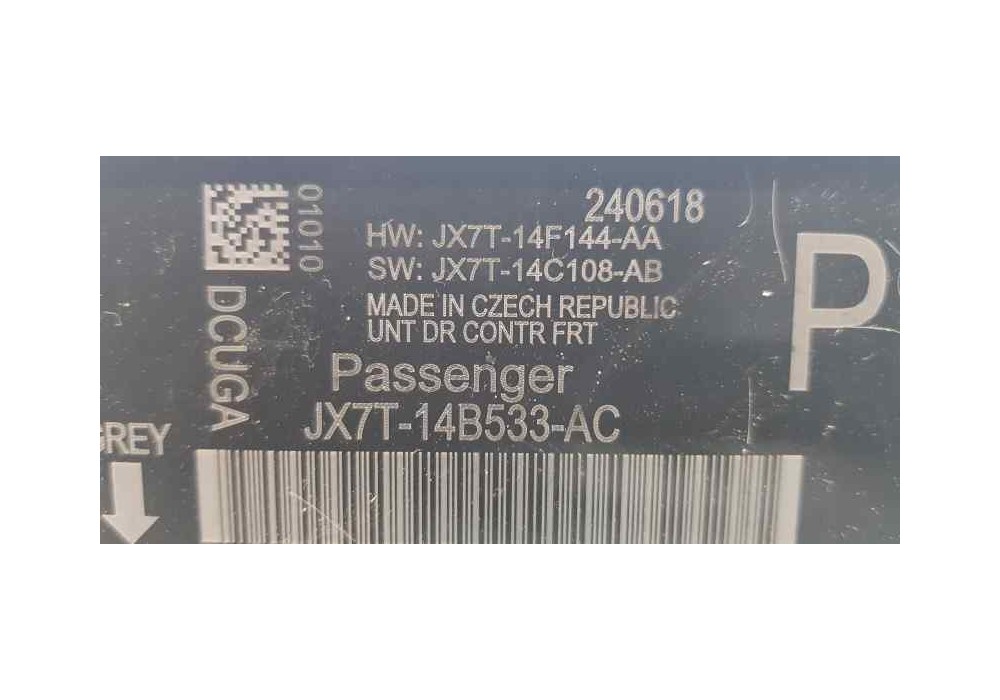 240618
01010
HW: JX7T-14F144-AA
SW: JX7T-14C108-AB
MADE IN CZECH REPUBLIC
UNT DR CONTR FRT
P
DCUGA
Passenger
JX7T-14B533-AC
GREY